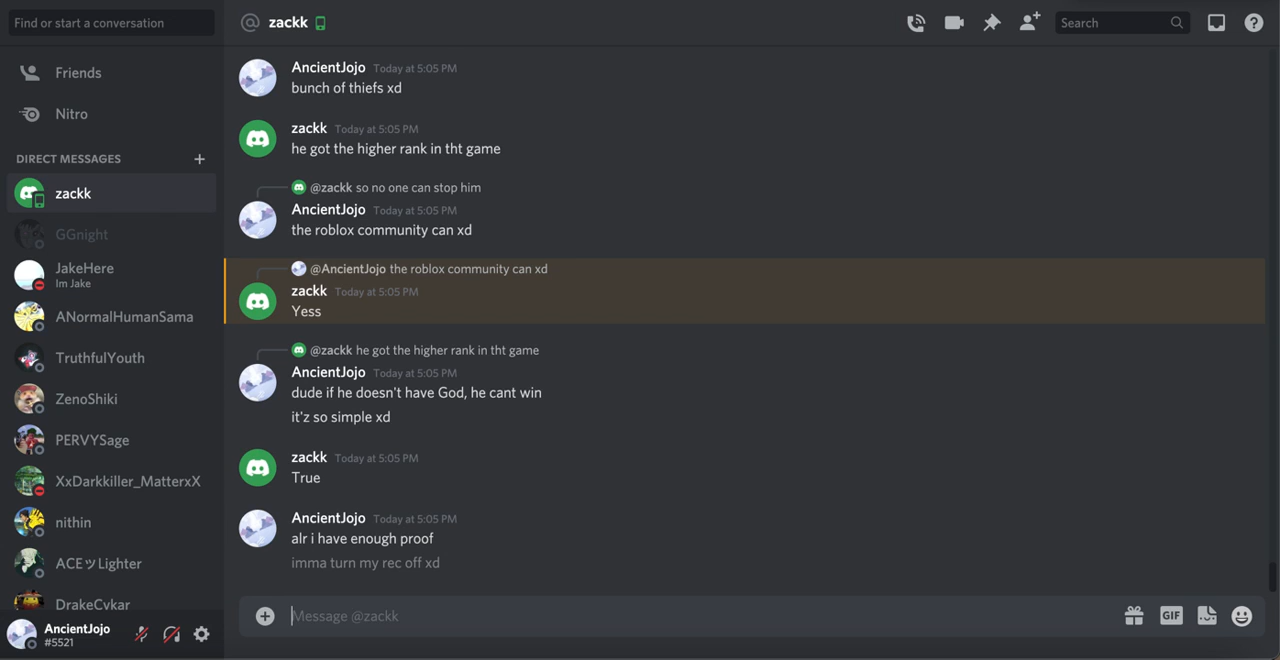 Find or start a conversation
Friends
Nitro
DIRECT MESSAGES
zackk
GGnight
JakeHere
Im Jake
ANormalHumanSama
TruthfulYouth
ZenoShiki
PERVYSage
XxDarkkiller_MatterxX
nithin
ACEッLighter
DrakeCvkar
AncientJojo
#5521
@ zackk
Search
AncientJojo Today at 5:05 PM
bunch of thiefs xd
zackk Today at 5:05 PM
he got the higher rank in tht game
@zackk so no one can stop him
AncientJojo Today at 5:05 PM
the roblox community can xd
@AncientJojo the roblox community can xd
zackk Today at 5:05 PM
Yess
@zackk he got the higher rank in tht game
AncientJojo Today at 5:05 PM
dude if he doesn't have God, he cant win
it'z so simple xd
zackk Today at 5:05 PM
True
AncientJojo Today at 5:05 PM
alr i have enough proof
imma turn my rec off xd
Message @zackk
GIF